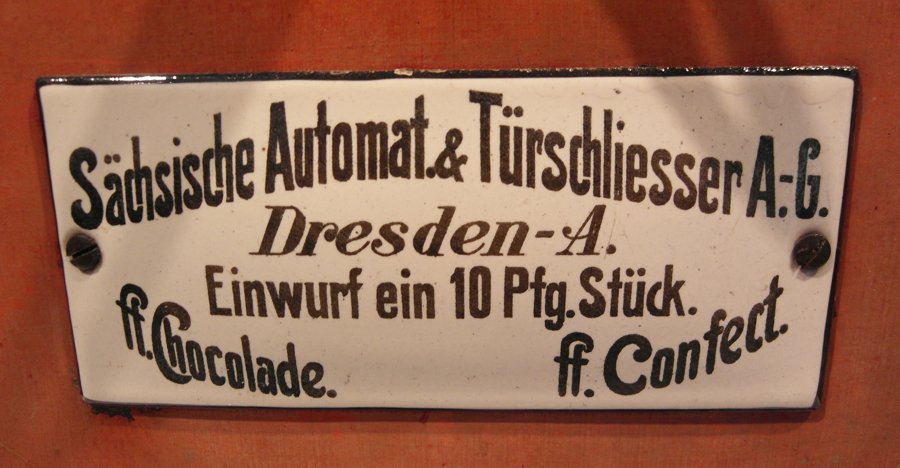 Sächsische Automat.& Türschliesser A.-G.
Dresden-A.
Einwurf ein 10 Pfg. Stück.
ff. Chocolade.
ff. Confect.